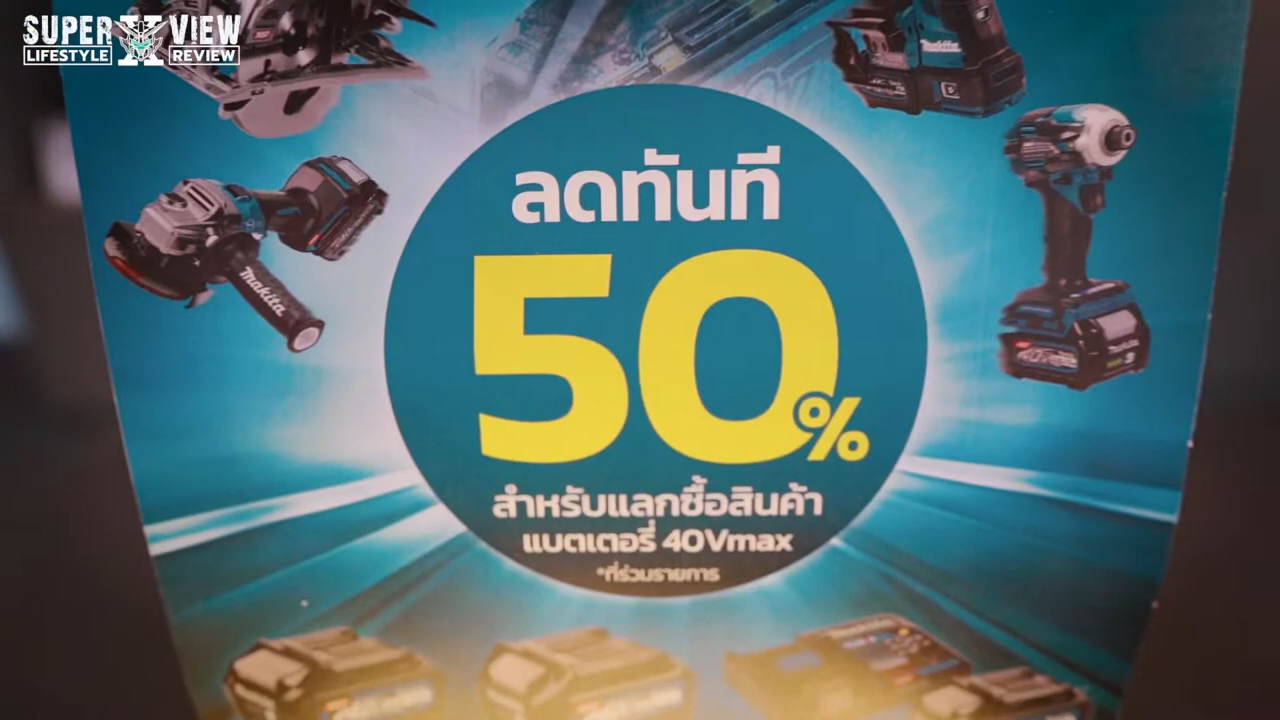 SUPER X VIEW
LIFESTYLE REVIEW
makita
ลดทันที
50%
สำหรับแลกซื้อสินค้า
แบตเตอรี่ 40Vmax
*ที่ร่วมรายการ